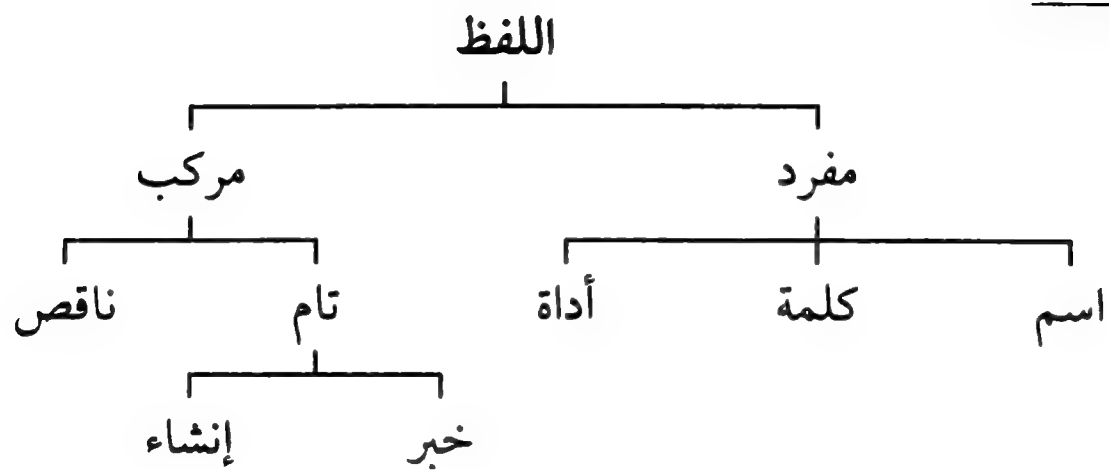 اللفظ
مفرد مركب
اسم كلمة أداة تام ناقص
خبر إنشاء